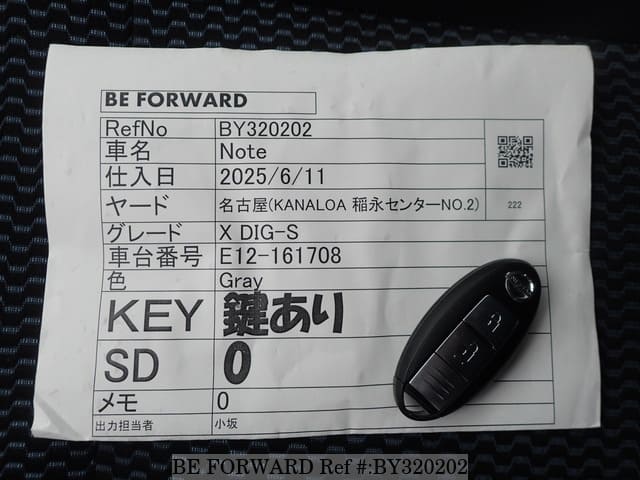 BE FORWARD
RefNo BY320202
車名 Note
仕入日 2025/6/11
ヤード 名古屋(KANALOA 稲永センターNO.2) 222
グレード X DIG-S
車台番号 E12-161708
色 Gray
KEY 鍵あり
SD 0
メモ 0
出力担当者 小坂
BE FORWARD Ref #:BY320202